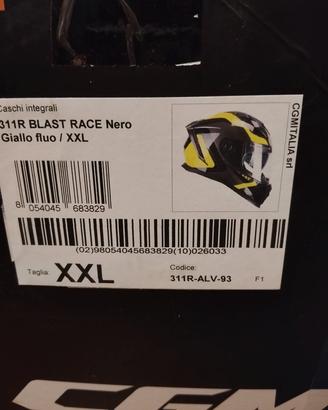 Caschi integrali
311R BLAST RACE Nero
Giallo fluo / XXL
CGMITALIA srl
8 054045 683829
(02)98054045683829(10)026033
Taglia: XXL
Codice:
311R-ALV-93 F1
CGM